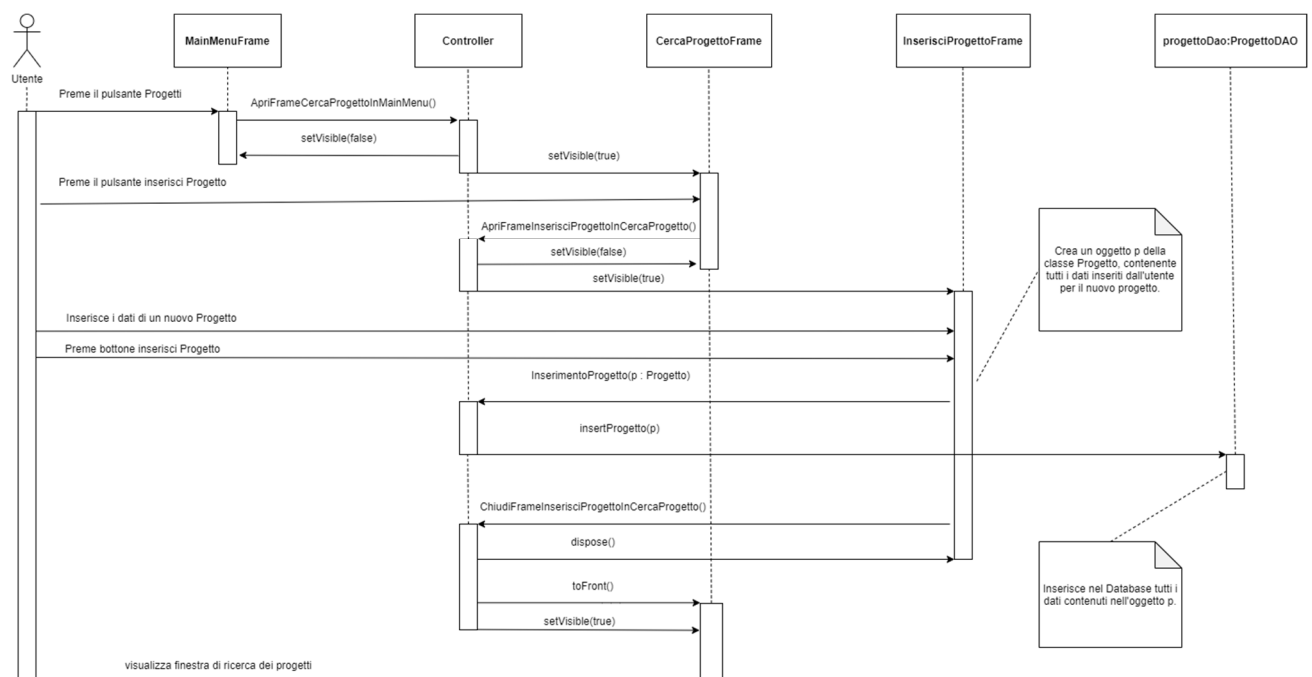 MainMenuFrame
Controller
CercaProgettoFrame
InserisciProgettoFrame
progettoDao:ProgettoDAO
Utente
Preme il pulsante Progetti
ApriFrameCercaProgettoInMainMenu()
setVisible(false)
setVisible(true)
Preme il pulsante inserisci Progetto
ApriFrameInserisciProgettoInCercaProgetto()
setVisible(false)
setVisible(true)
Crea un oggetto p della
classe Progetto, contenente
tutti i dati inseriti dall'utente
per il nuovo progetto.
Inserisce i dati di un nuovo Progetto
Preme bottone inserisci Progetto
InserimentoProgetto(p : Progetto)
insertProgetto(p)
ChiudiFrameInserisciProgettoInCercaProgetto()
dispose()
toFront()
Inserisce nel Database tutti i
dati contenuti nell'oggetto p.
setVisible(true)
visualizza finestra di ricerca dei progetti